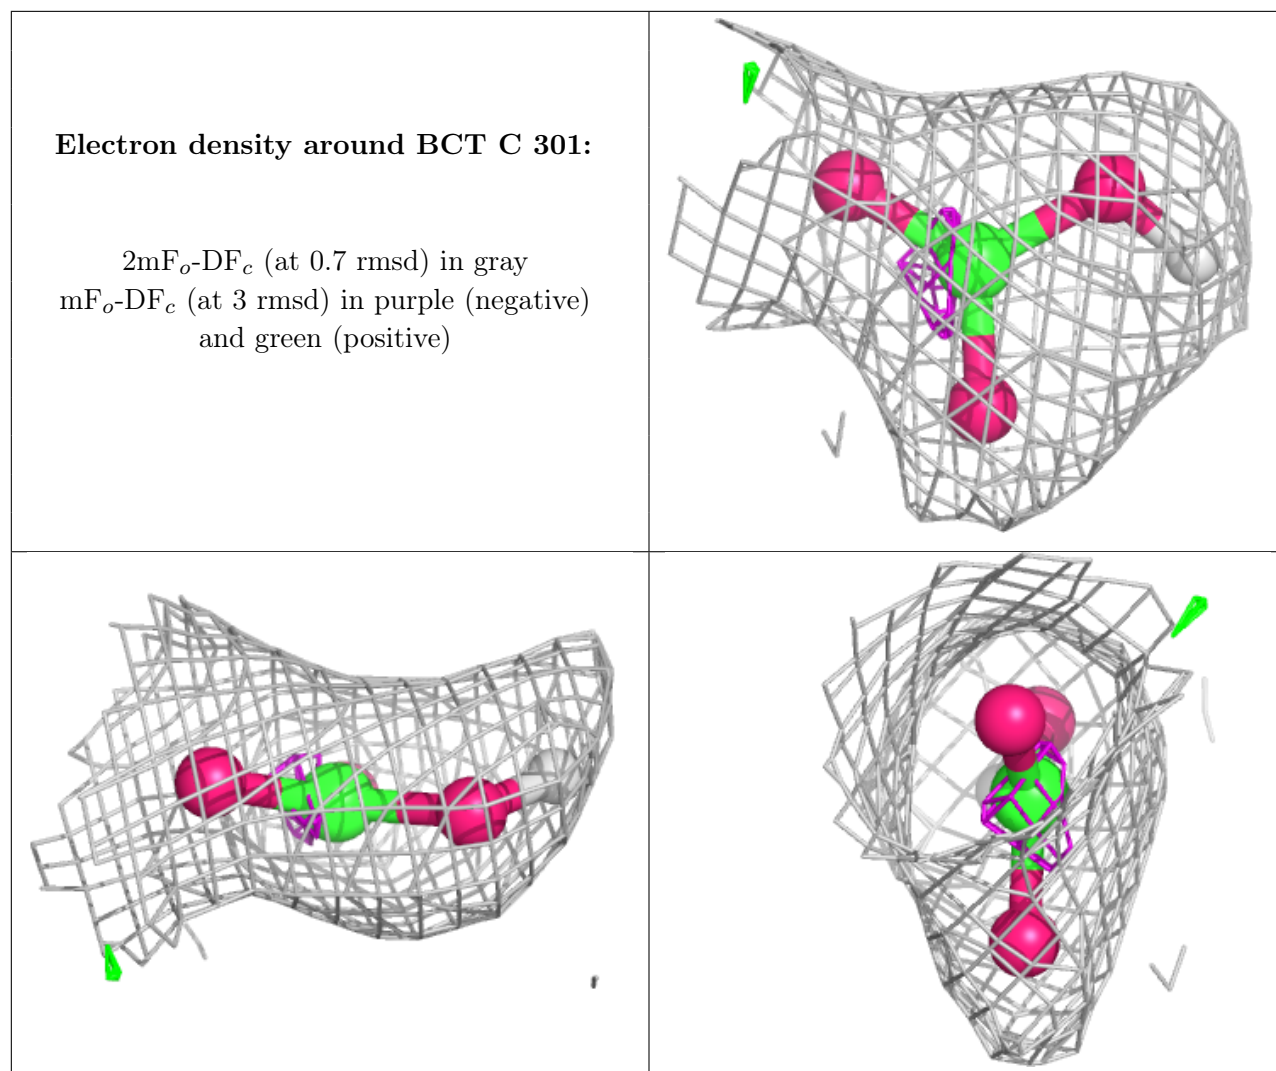 Electron density around BCT C 301:
2mFo-DFc (at 0.7 rmsd) in gray
mFo-DFc (at 3 rmsd) in purple (negative)
and green (positive)